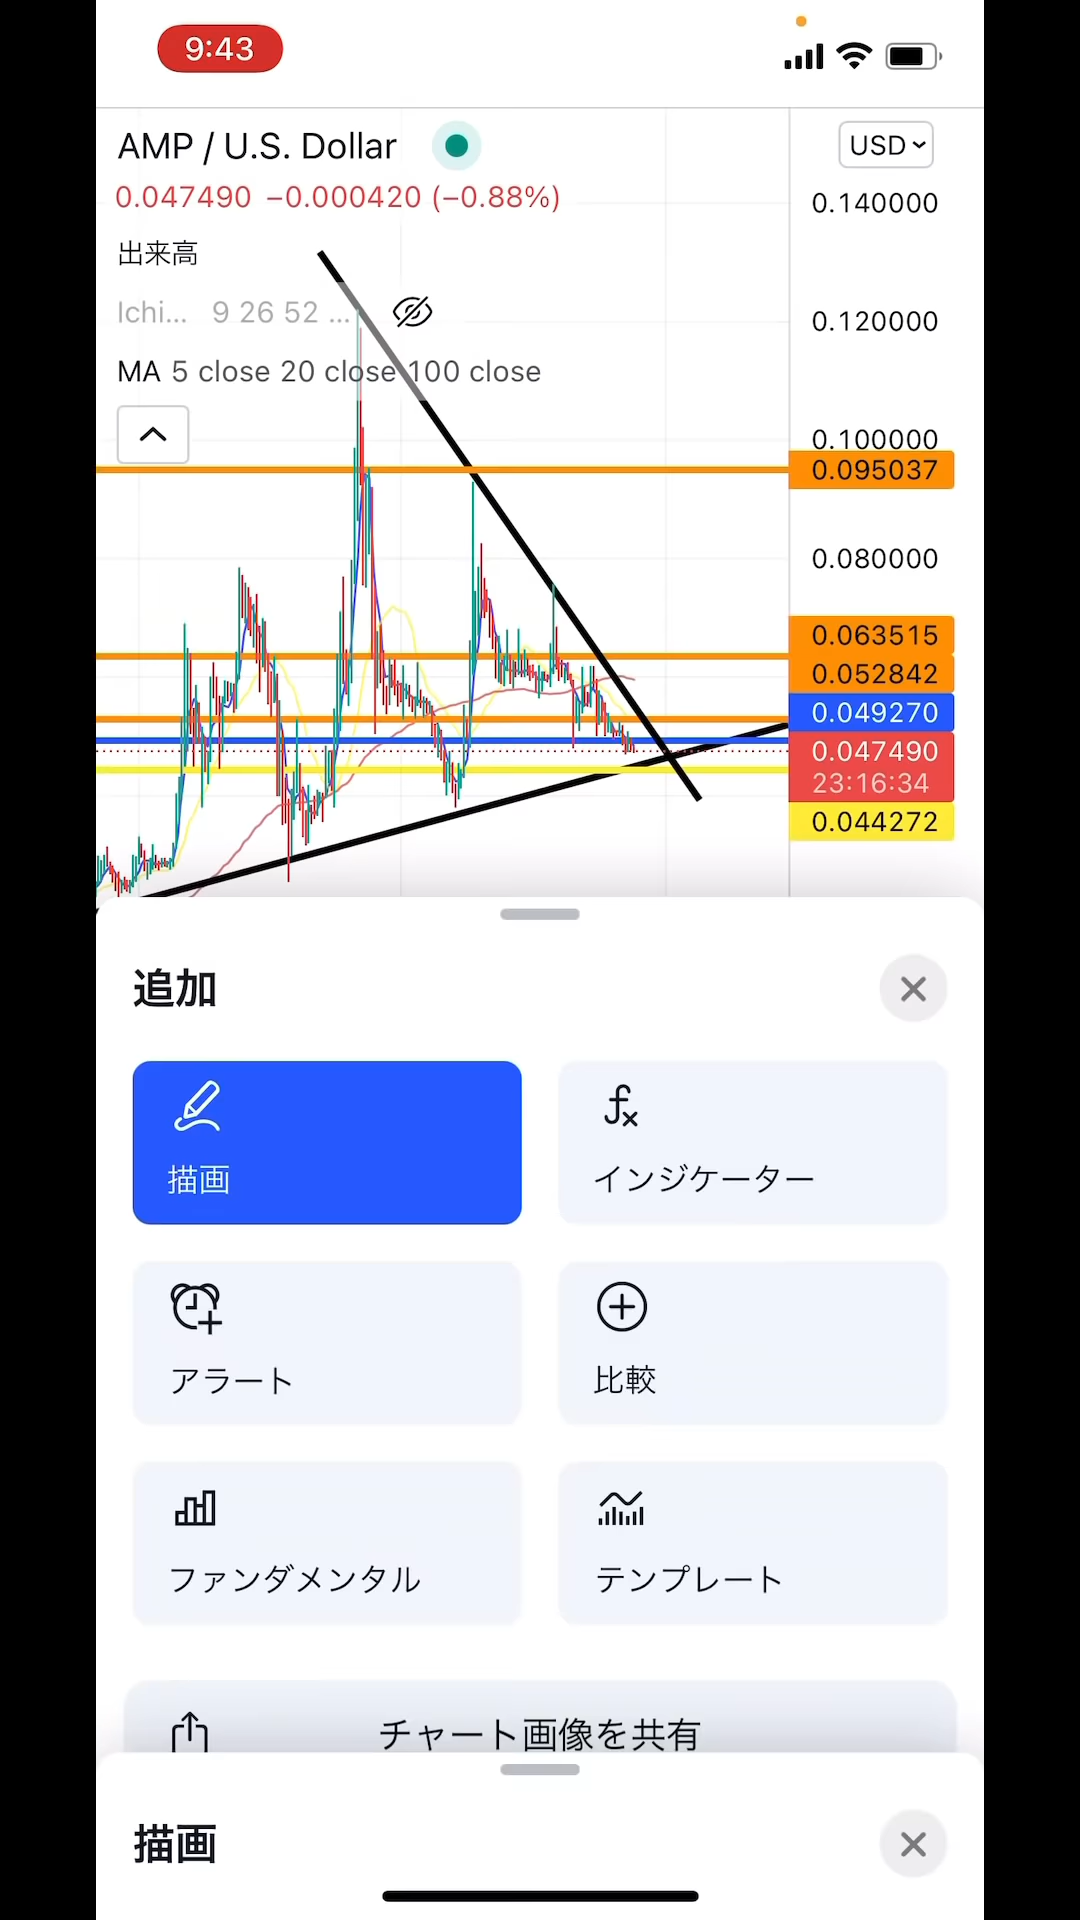 9:43
AMP / U.S. Dollar
USD
0.047490 −0.000420 (−0.88%)
出来高
Ichi... 9 26 52 ...
MA 5 close 20 close 100 close
0.140000
0.120000
0.100000
0.095037
0.080000
0.063515
0.052842
0.049270
0.047490
23:16:34
0.044272
追加
描画
インジケーター
アラート
比較
ファンダメンタル
テンプレート
チャート画像を共有
描画